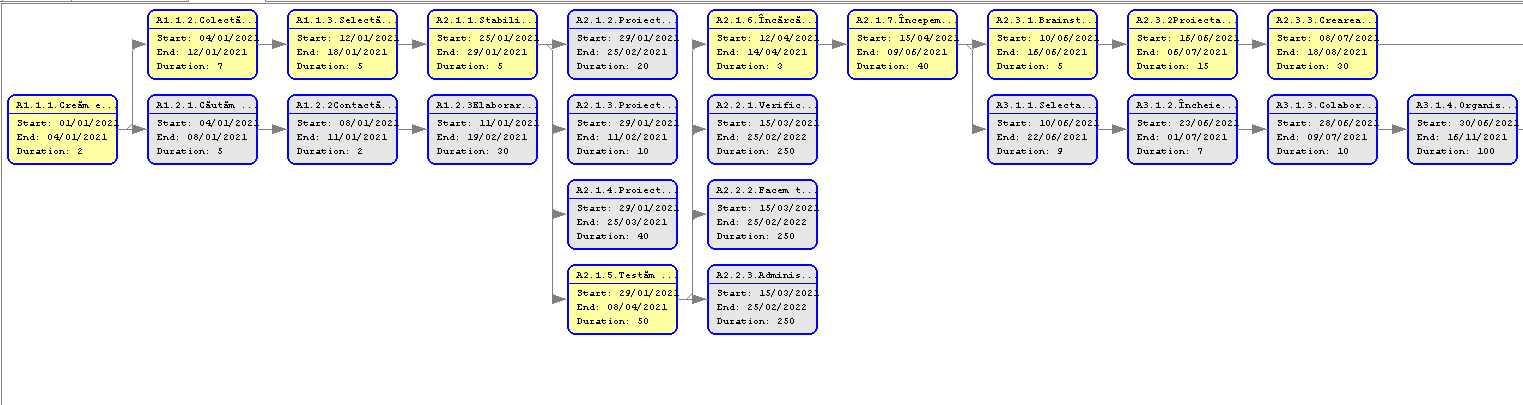 A1.1.2.Colectă...
Start: 04/01/2021
End: 12/01/2021
Duration: 7
A1.1.3.Selectă...
Start: 12/01/2021
End: 18/01/2021
Duration: 5
A2.1.1.Stabili...
Start: 25/01/2021
End: 29/01/2021
Duration: 5
A2.1.2.Proiect...
Start: 29/01/2021
End: 25/02/2021
Duration: 20
A2.1.6.Încărcă...
Start: 12/04/2021
End: 14/04/2021
Duration: 3
A2.1.7.Începem...
Start: 15/04/2021
End: 09/06/2021
Duration: 40
A2.3.1.Brainst...
Start: 10/06/2021
End: 16/06/2021
Duration: 5
A2.3.2Proiecta...
Start: 16/06/2021
End: 06/07/2021
Duration: 15
A2.3.3.Crearea...
Start: 08/07/2021
End: 18/08/2021
Duration: 30
A1.1.1.Creăm e...
Start: 01/01/2021
End: 04/01/2021
Duration: 2
A1.2.1.Căutăm ...
Start: 04/01/2021
End: 08/01/2021
Duration: 5
A1.2.2Contactă...
Start: 08/01/2021
End: 11/01/2021
Duration: 2
A1.2.3Elaborar...
Start: 11/01/2021
End: 19/02/2021
Duration: 30
A2.1.3.Proiect...
Start: 29/01/2021
End: 11/02/2021
Duration: 10
A2.2.1.Verific...
Start: 15/03/2021
End: 25/02/2022
Duration: 250
A3.1.1.Selecta...
Start: 10/06/2021
End: 22/06/2021
Duration: 9
A3.1.2.Încheie...
Start: 23/06/2021
End: 01/07/2021
Duration: 7
A3.1.3.Colabor...
Start: 28/06/2021
End: 09/07/2021
Duration: 10
A3.1.4.Organis...
Start: 30/06/2021
End: 16/11/2021
Duration: 100
A2.1.4.Proiect...
Start: 29/01/2021
End: 25/03/2021
Duration: 40
A2.2.2.Facem t...
Start: 15/03/2021
End: 25/02/2022
Duration: 250
A2.1.5.Testăm ...
Start: 29/01/2021
End: 08/04/2021
Duration: 50
A2.2.3.Adminis...
Start: 15/03/2021
End: 25/02/2022
Duration: 250